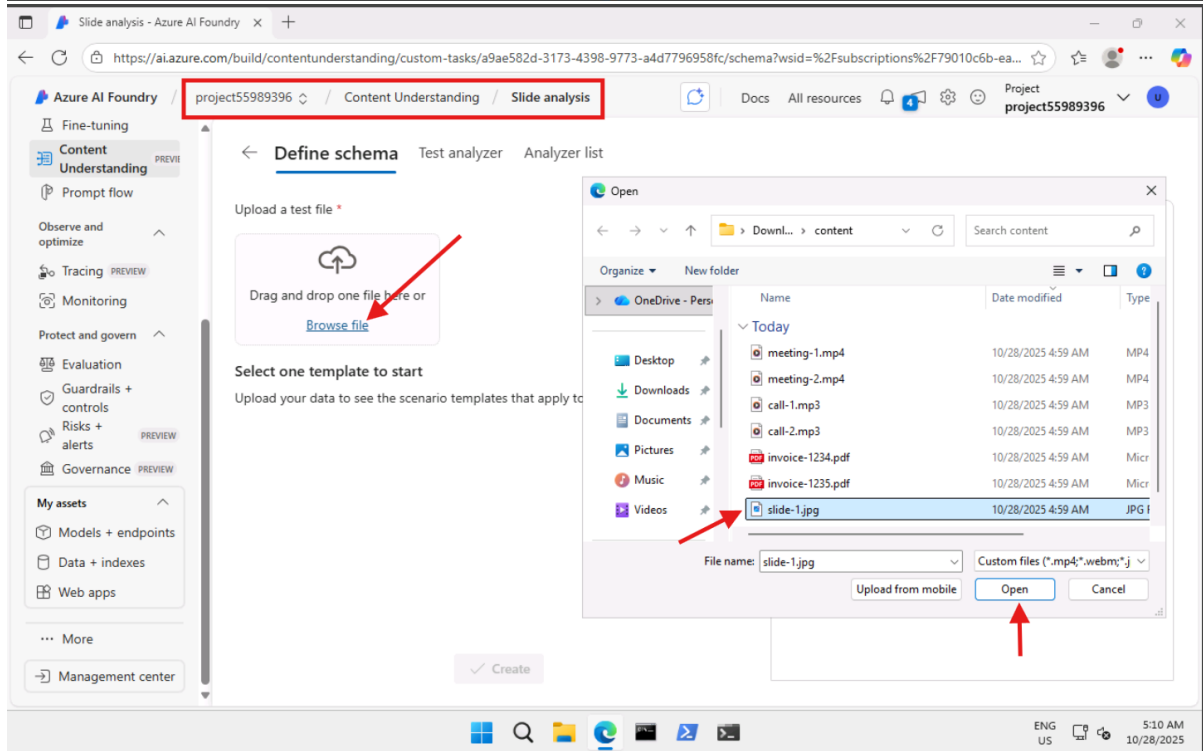 Slide analysis - Azure AI Foundry
https://ai.azure.com/build/contentunderstanding/custom-tasks/a9ae582d-3173-4398-9773-a4d7796958fc/schema?wsid=%2Fsubscriptions%2F79010c6b-ea...
Azure AI Foundry / project55989396 / Content Understanding / Slide analysis
Docs All resources 4 Project
project55989396
U
Fine-tuning
Content
Understanding PREVIE
Prompt flow
Observe and
optimize
Tracing PREVIEW
Monitoring
Protect and govern
Evaluation
Guardrails +
controls
Risks +
alerts PREVIEW
Governance PREVIEW
My assets
Models + endpoints
Data + indexes
Web apps
More
Management center
Define schema Test analyzer Analyzer list
Upload a test file *
Drag and drop one file here or
Browse file
Select one template to start
Upload your data to see the scenario templates that apply to
Create
Open
Downl... > content
Search content
Organize New folder
OneDrive - Perso
Desktop
Downloads
Documents
Pictures
Music
Videos
Name Date modified Type
Today
meeting-1.mp4 10/28/2025 4:59 AM MP4
meeting-2.mp4 10/28/2025 4:59 AM MP4
call-1.mp3 10/28/2025 4:59 AM MP3
call-2.mp3 10/28/2025 4:59 AM MP3
PDF invoice-1234.pdf 10/28/2025 4:59 AM Micr
PDF invoice-1235.pdf 10/28/2025 4:59 AM Micr
slide-1.jpg 10/28/2025 4:59 AM JPG F
File name: slide-1.jpg Custom files (*.mp4;*.webm;*.j
Upload from mobile Open Cancel
ENG
US
5:10 AM
10/28/2025